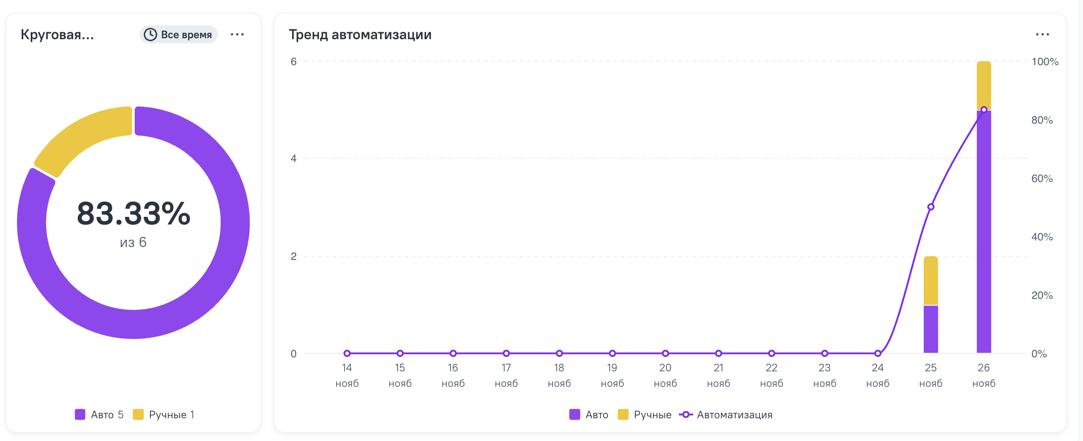 Круговая...
Все время
83.33%
из 6
Авто 5 Ручные 1
Тренд автоматизации
6
4
2
0
100%
80%
60%
40%
20%
0%
14 15 16 17 18 19 20 21 22 23 24 25 26
нояб нояб нояб нояб нояб нояб нояб нояб нояб нояб нояб нояб нояб
Авто Ручные Автоматизация